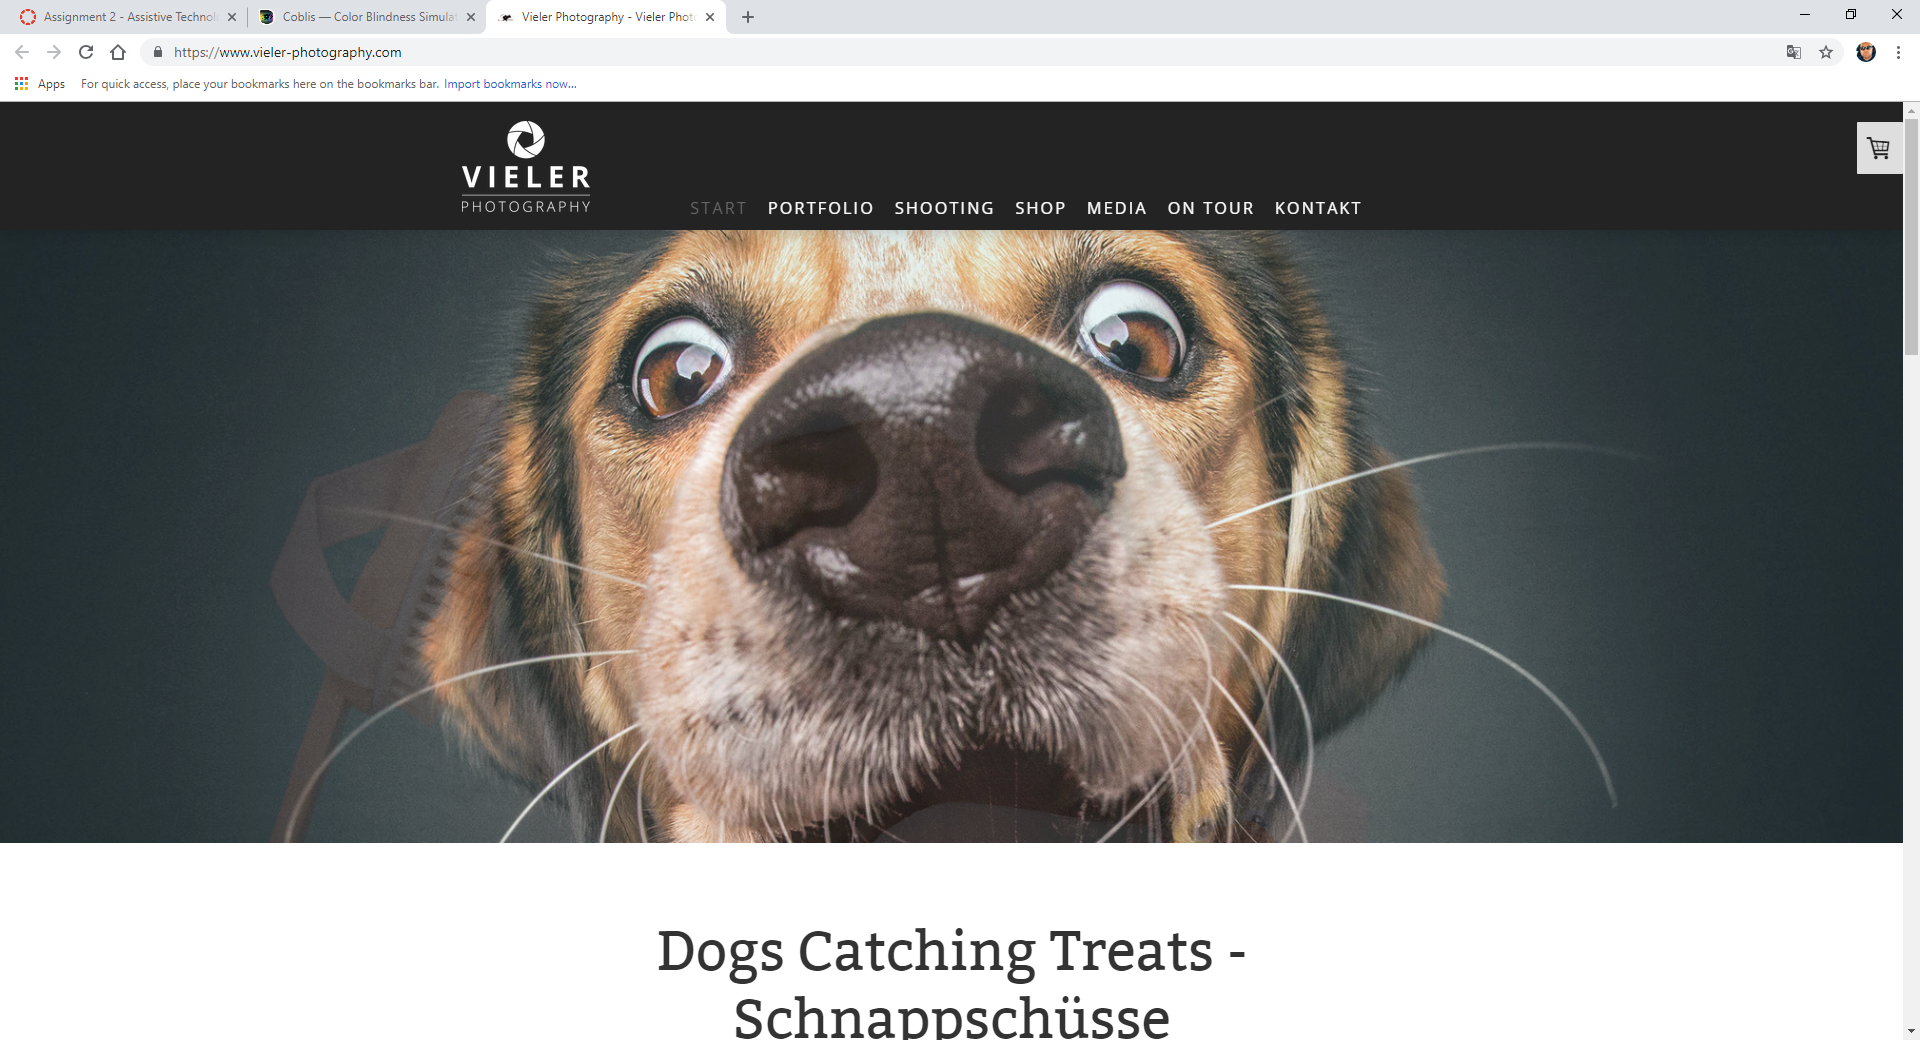 Assignment 2 - Assistive Technol
Coblis — Color Blindness Simulat
Vieler Photography - Vieler Phot
https://www.vieler-photography.com
Apps For quick access, place your bookmarks here on the bookmarks bar. Import bookmarks now...
VIELER
PHOTOGRAPHY
START PORTFOLIO SHOOTING SHOP MEDIA ON TOUR KONTAKT
Dogs Catching Treats -
Schnappschüsse